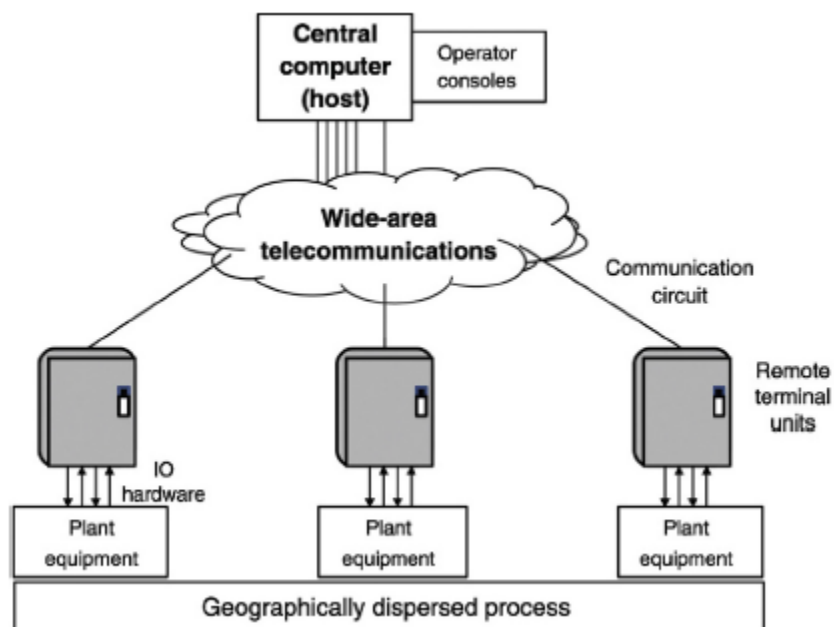 Central
computer
(host)
Operator
consoles
Wide-area
telecommunications
Communication
circuit
Remote
terminal
units
IO
hardware
Plant
equipment
Plant
equipment
Plant
equipment
Geographically dispersed process